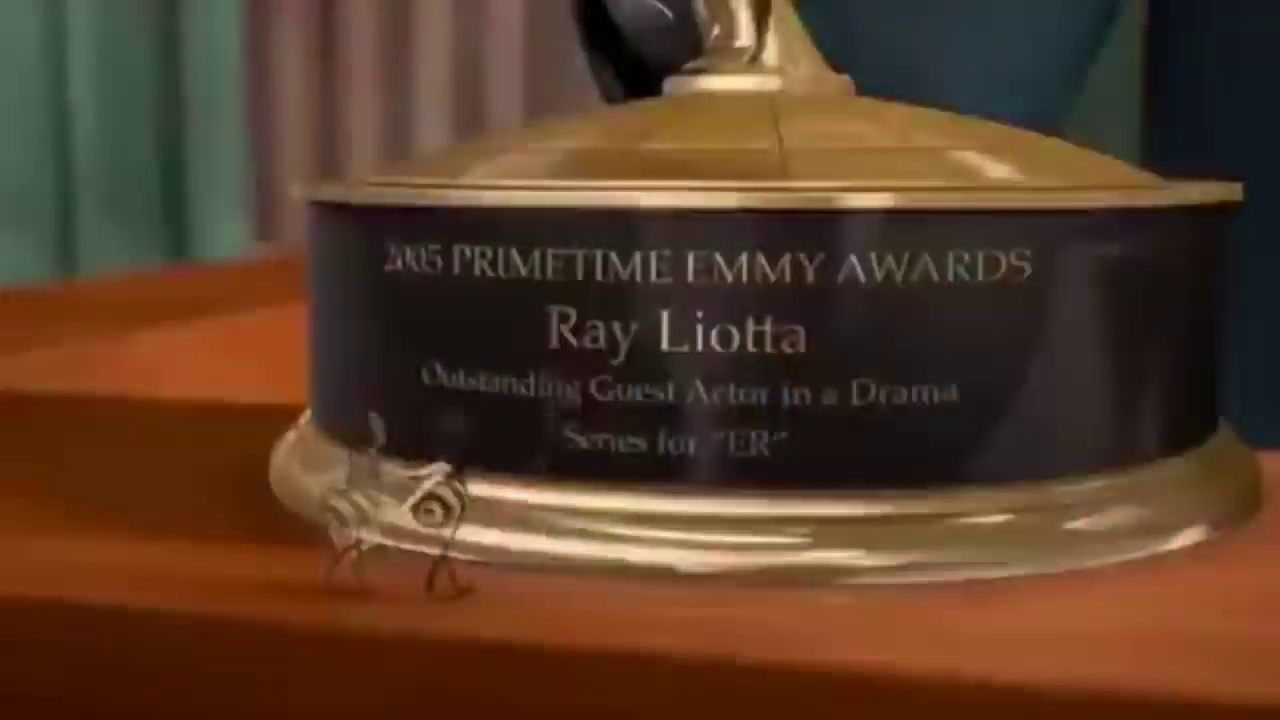 2005 PRIMETIME EMMY AWARDS
Ray Liotta
Outstanding Guest Actor in a Drama
Series for "ER"